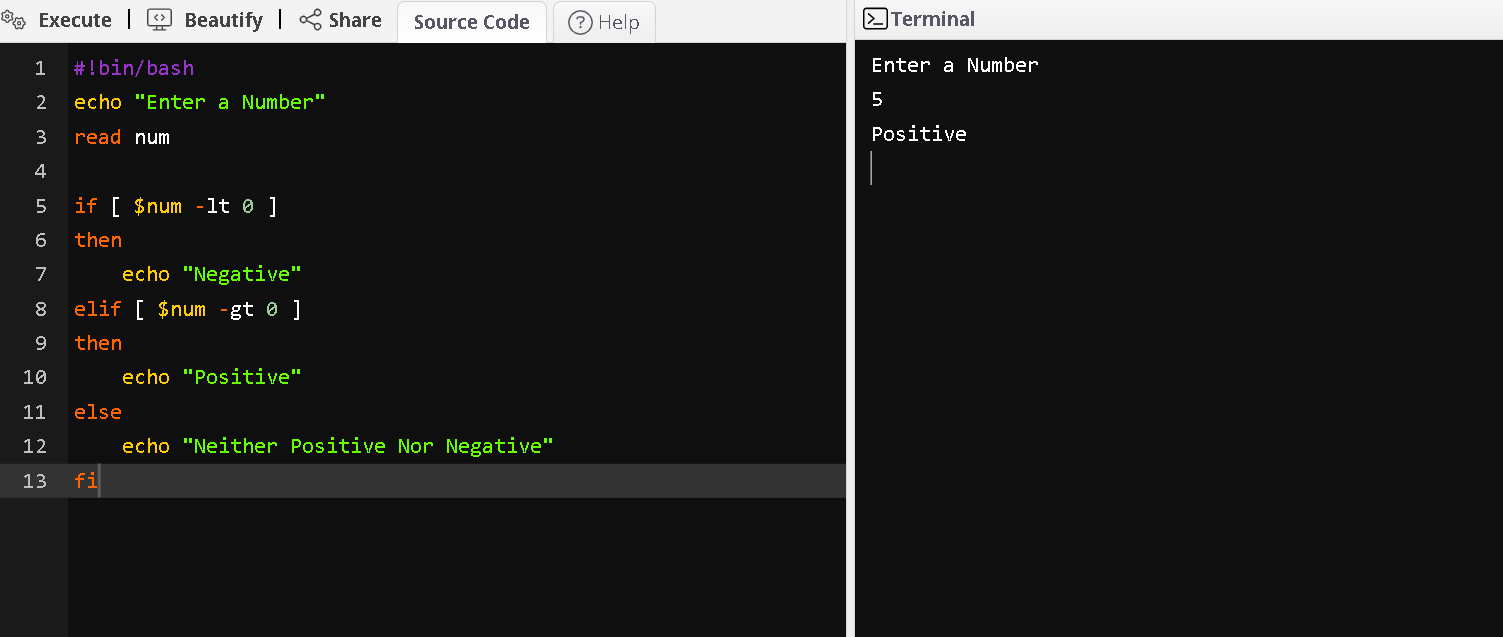 Execute | Beautify | Share Source Code ? Help
1 #!bin/bash
2 echo "Enter a Number"
3 read num
4
5 if [ $num -lt 0 ]
6 then
7     echo "Negative"
8 elif [ $num -gt 0 ]
9 then
10     echo "Positive"
11 else
12     echo "Neither Positive Nor Negative"
13 fi
Terminal
Enter a Number
5
Positive